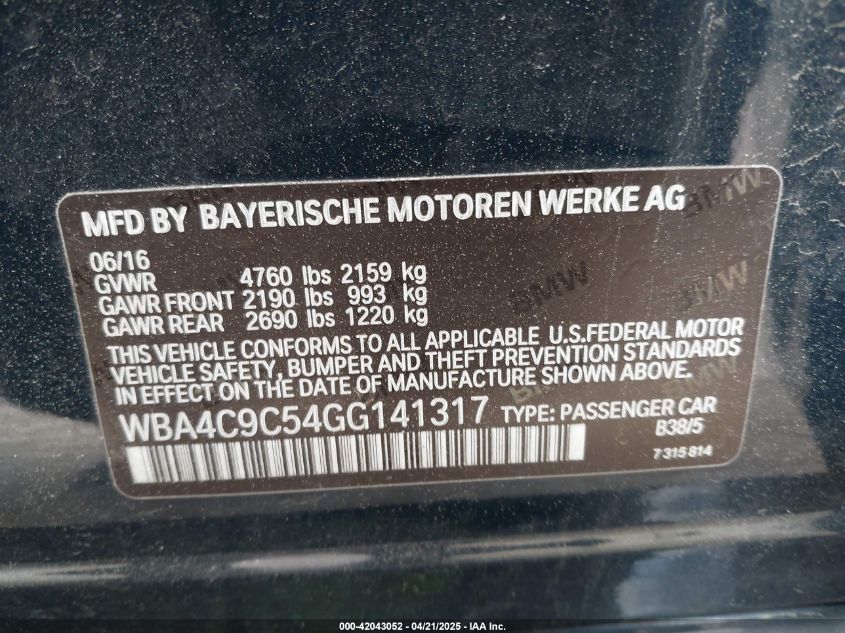 MFD BY BAYERISCHE MOTOREN WERKE AG
06/16
GVWR 4760 lbs 2159 kg
GAWR FRONT 2190 lbs 993 kg
GAWR REAR 2690 lbs 1220 kg
THIS VEHICLE CONFORMS TO ALL APPLICABLE U.S.FEDERAL MOTOR
VEHICLE SAFETY, BUMPER AND THEFT PREVENTION STANDARDS
IN EFFECT ON THE DATE OF MANUFACTURE SHOWN ABOVE.
WBA4C9C54GG141317 TYPE: PASSENGER CAR
B38/5
7 315 814
000-42043052 - 04/21/2025 - IAA Inc.